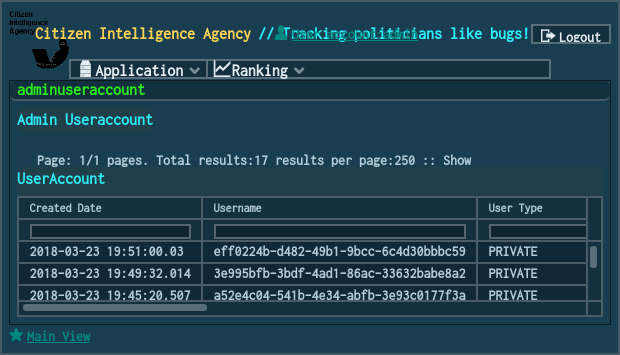 Citizen
Intelligence
Agency
Citizen Intelligence Agency // Tracking politicians like bugs!
Logout
Application
Ranking
adminuseraccount
Admin Useraccount
Page: 1/1 pages. Total results:17 results per page:250 :: Show
UserAccount
Created Date Username User Type
2018-03-23 19:51:00.03 eff0224b-d482-49b1-9bcc-6c4d30bbbc59 PRIVATE
2018-03-23 19:49:32.014 3e995bfb-3bdf-4ad1-86ac-33632babe8a2 PRIVATE
2018-03-23 19:45:20.507 a52e4c04-541b-4e34-abfb-3e93c0177f3a PRIVATE
Main View